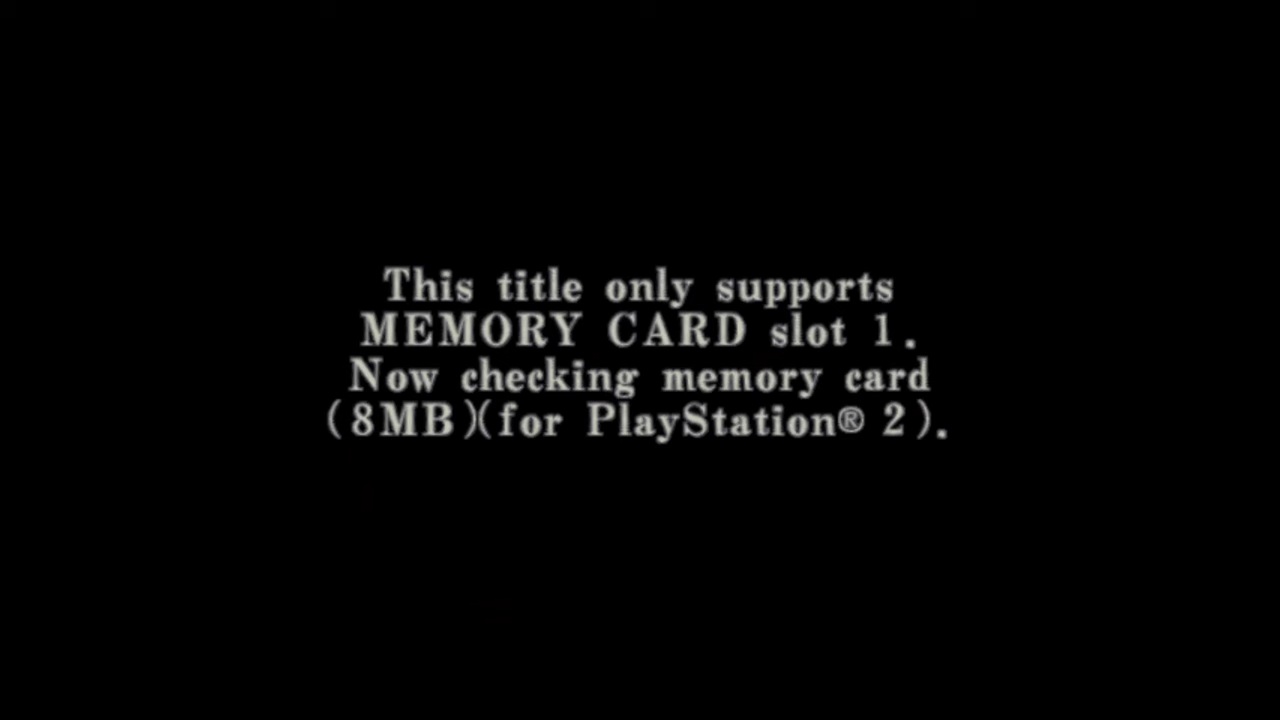 This title only supports
MEMORY CARD slot 1.
Now checking memory card
(8MB)(for PlayStation® 2).